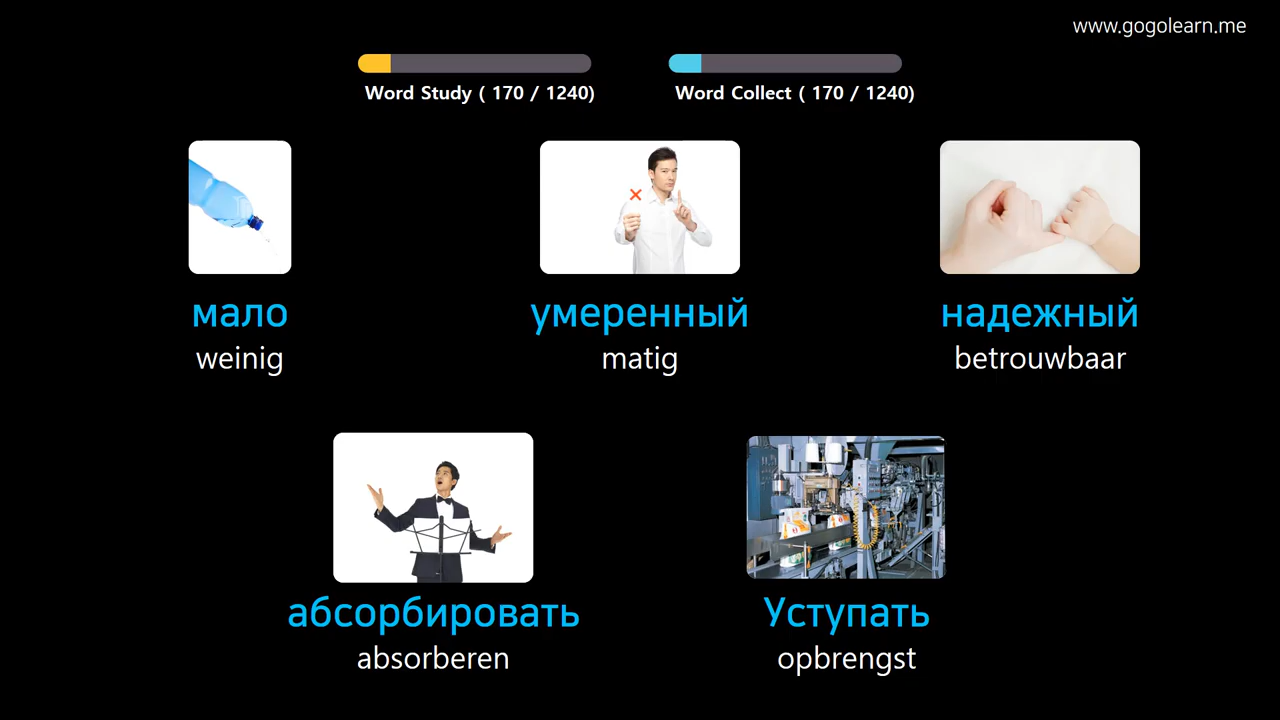 www.gogolearn.me
Word Study ( 170 / 1240)
Word Collect ( 170 / 1240)
мало
weinig
умеренный
matig
надежный
betrouwbaar
абсорбировать
absorberen
Уступать
opbrengst